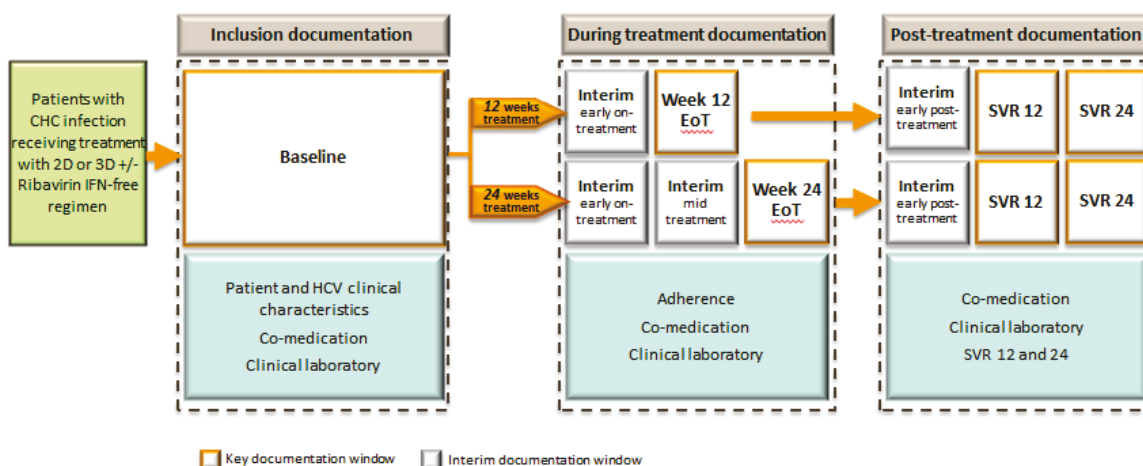 Inclusion documentation
During treatment documentation
Post-treatment documentation
Patients with
CHC infection
receiving treatment
with 2D or 3D +/-
Ribavirin IFN-free
regimen
Baseline
12 weeks
treatment
24 weeks
treatment
Interim
early on-
treatment
Week 12
EoT
Interim
early post-
treatment
SVR 12
SVR 24
Interim
early on-
treatment
Interim
mid
treatment
Week 24
EoT
Interim
early post-
treatment
SVR 12
SVR 24
Patient and HCV clinical
characteristics
Co-medication
Clinical laboratory
Adherence
Co-medication
Clinical laboratory
Co-medication
Clinical laboratory
SVR 12 and 24
Key documentation window
Interim documentation window